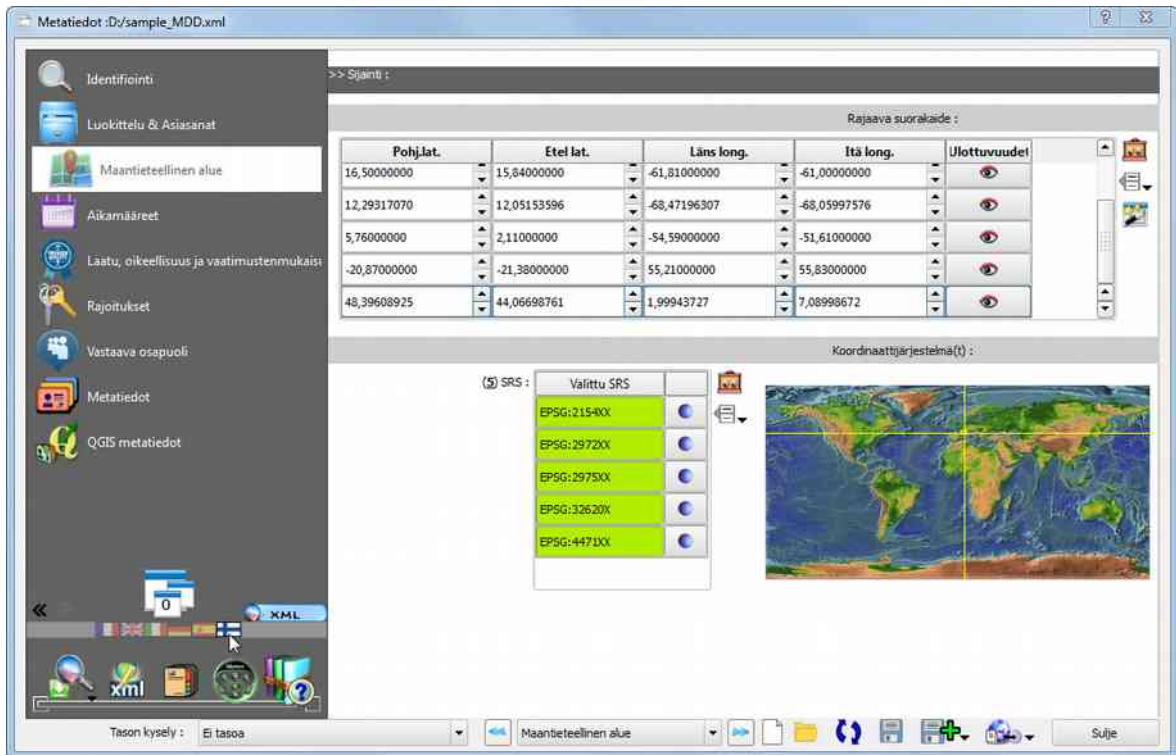 Metatiedot :D:/sample_MDD.xml
Identifiointi
Luokittelu & Asiasanat
Maantieteellinen alue
Aikamääreet
Laatu, oikeellisuus ja vaatimustenmukaisu
Rajoitukset
Vastaava osapuoli
Metatiedot
QGIS metatiedot
0
XML
xml
>> Sijainti :
Rajaava suorakaide :
Pohj.lat. Etel lat. Läns long. Itä long. Ulottuvuudet
16,50000000 15,84000000 -61,81000000 -61,00000000
12,29317070 12,05153596 -68,47196307 -68,05997576
5,76000000 2,11000000 -54,59000000 -51,61000000
-20,87000000 -21,38000000 55,21000000 55,83000000
48,39608925 44,06698761 1,99943727 7,08998672
Koordinaattijärjestelmä(t) :
(5) SRS : Valittu SRS
EPSG:2154XX
EPSG:2972XX
EPSG:2975XX
EPSG:32620X
EPSG:4471XX
Tason kysely : Ei tasoa Maantieteellinen alue Sulje